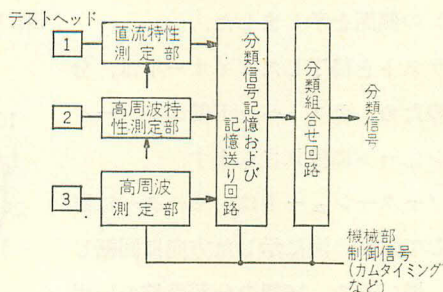 テストヘッド
1
直流特性
測定部
2
高周波特
性測定部
3
高周波
測定部
分類信号記憶および
記憶送り回路
分類組合せ回路
分類信号
機械部
制御信号
(カムタイミング
など)